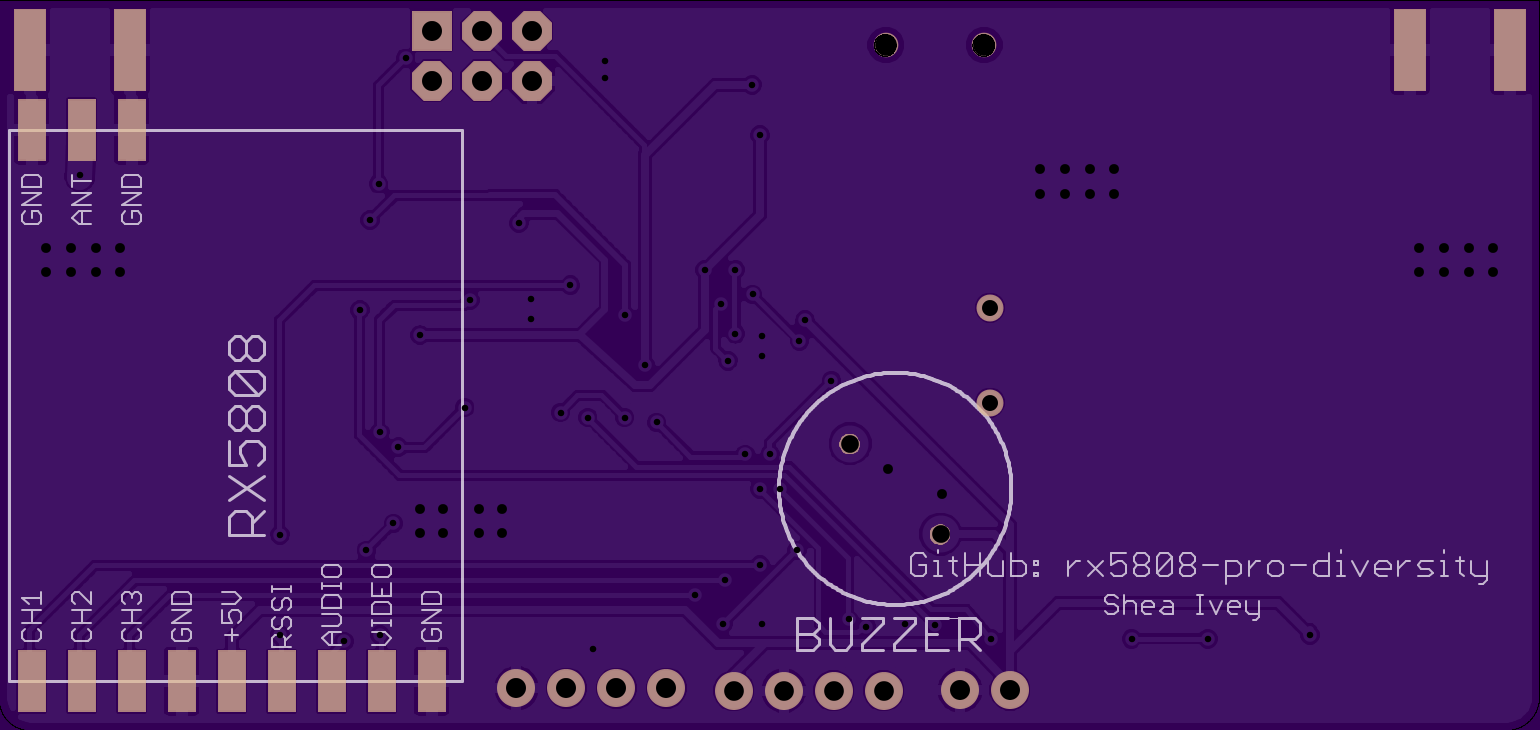 GND
ANT
GND
RX5808
CH1
CH2
CH3
GND
+5V
RSSI
AUDIO
VIDEO
GND
GitHub: rx5808-pro-diversity
Shea Ivey
BUZZER